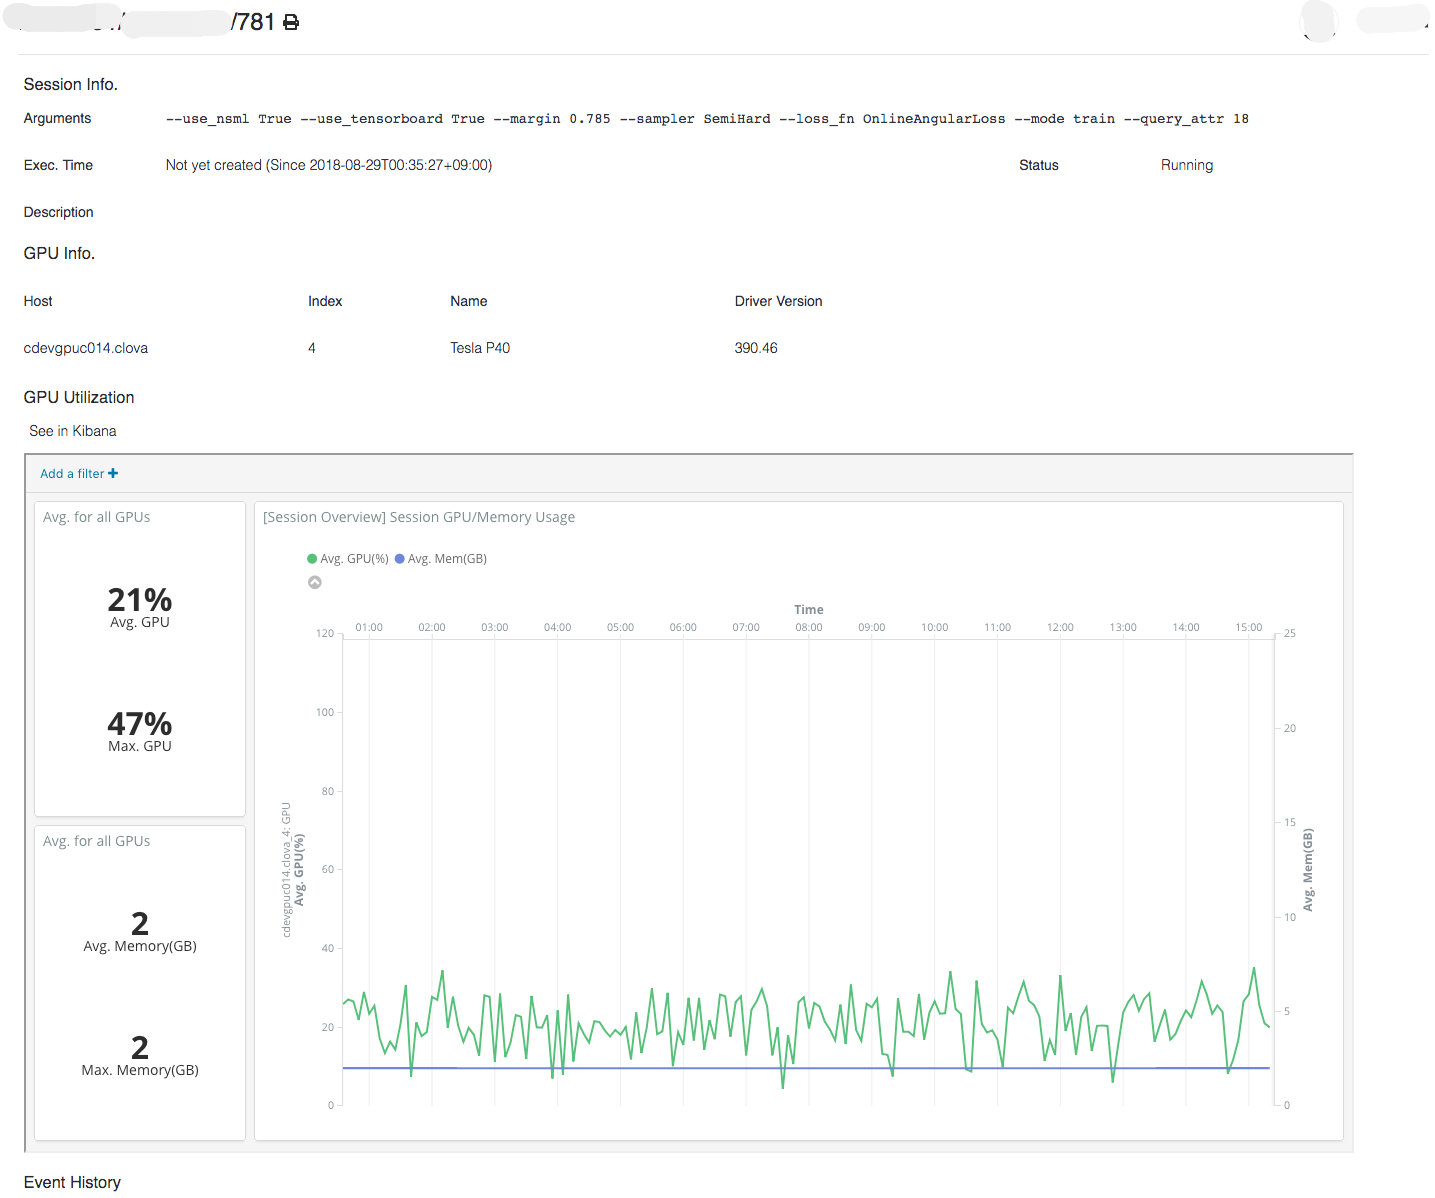 /781
Session Info.
Arguments --use_nsml True --use_tensorboard True --margin 0.785 --sampler SemiHard --loss_fn OnlineAngularLoss --mode train --query_attr 18
Exec. Time Not yet created (Since 2018-08-29T00:35:27+09:00) Status Running
Description
GPU Info.
Host Index Name Driver Version
cdevgpuc014.clova 4 Tesla P40 390.46
GPU Utilization
See in Kibana
Add a filter +
Avg. for all GPUs
21%
Avg. GPU
47%
Max. GPU
Avg. for all GPUs
2
Avg. Memory(GB)
2
Max. Memory(GB)
[Session Overview] Session GPU/Memory Usage
Avg. GPU(%) Avg. Mem(GB)
Time
01:00 02:00 03:00 04:00 05:00 06:00 07:00 08:00 09:00 10:00 11:00 12:00 13:00 14:00 15:00
120
100
80
60
40
20
0
cdevgpuc014.clova_4: GPU
Avg. GPU(%)
25
20
15
10
5
0
Avg. Mem(GB)
Event History